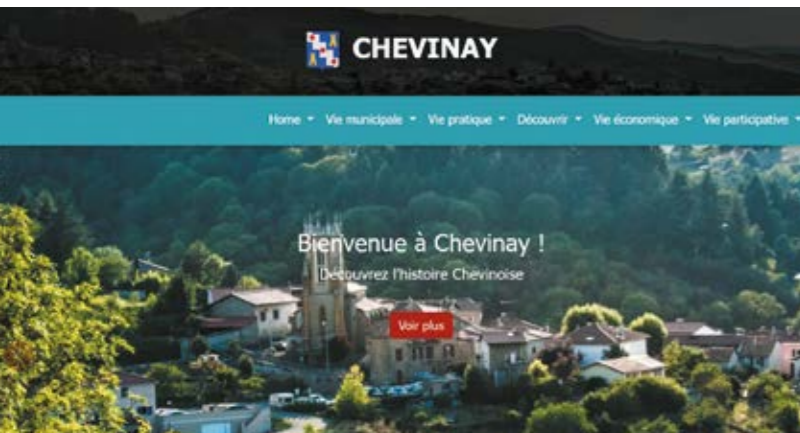 CHEVINAY
Home Vie municipale Vie pratique Découvrir Vie économique Vie participative
Bienvenue à Chevinay !
Découvrez l'histoire Chevinoise
Voir plus